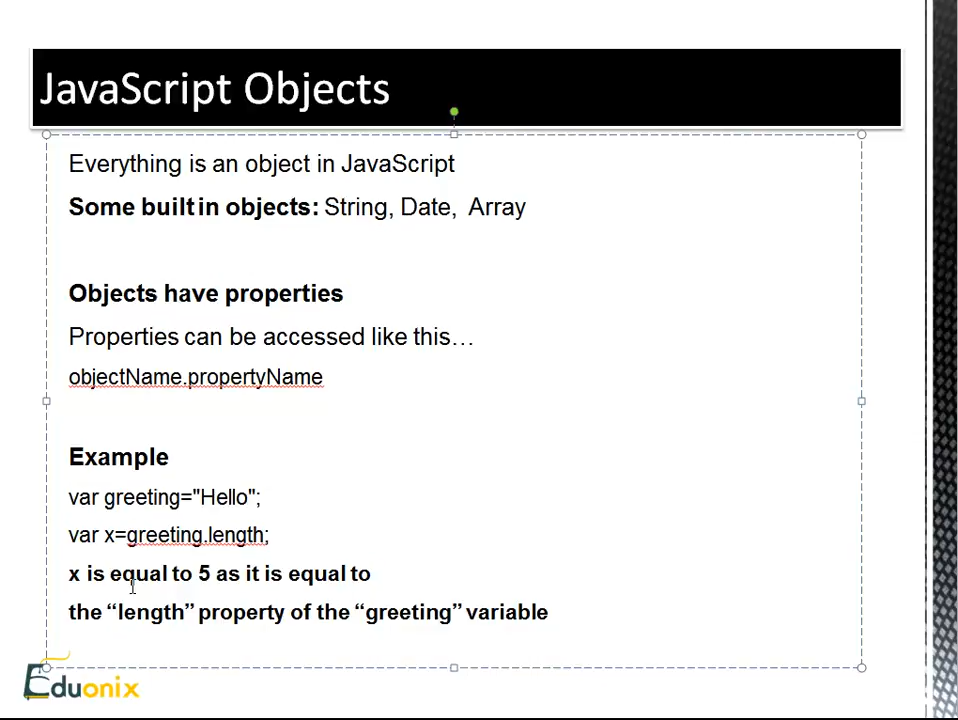 JavaScript Objects
Everything is an object in JavaScript
Some built in objects: String, Date, Array
Objects have properties
Properties can be accessed like this…
objectName.propertyName
Example
var greeting="Hello";
var x=greeting.length;
x is equal to 5 as it is equal to
the “length” property of the “greeting” variable
Eduonix